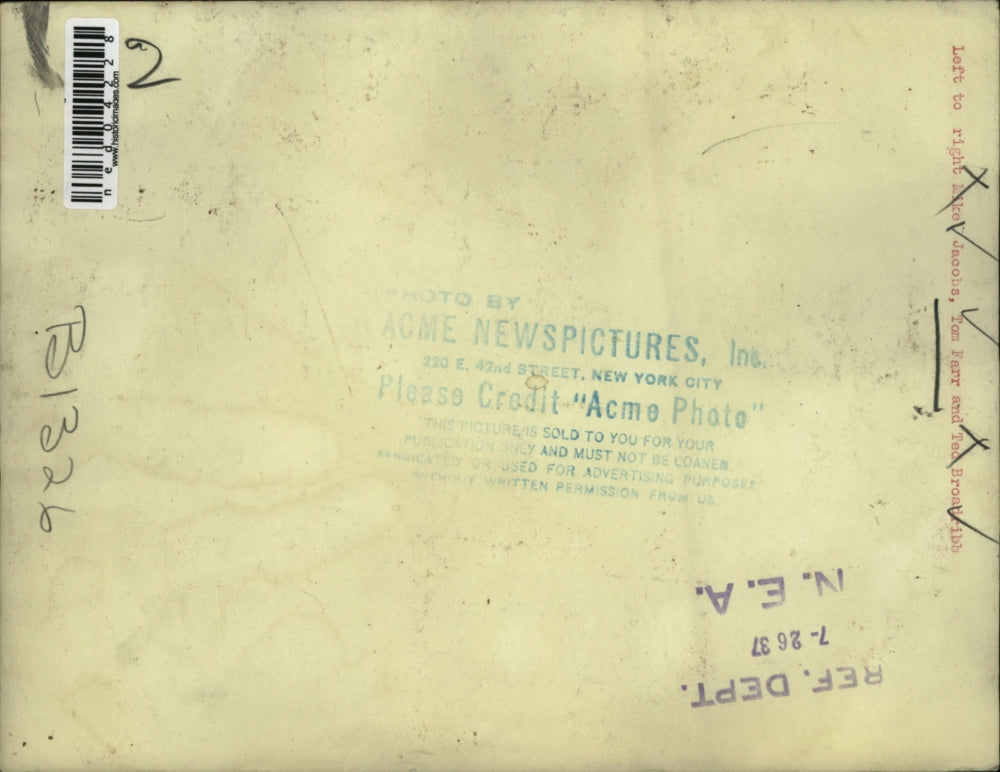 PHOTO BY
ACME NEWSPICTURES, Inc.
220 E. 42nd STREET, NEW YORK CITY
Please Credit "Acme Photo"
THIS PICTURE IS SOLD TO YOU FOR YOUR
PUBLICATION ONLY AND MUST NOT BE LOANED
SYNDICATED OR USED FOR ADVERTISING PURPOSES
WITHOUT WRITTEN PERMISSION FROM US
Left to right Mike Jacobs, Tom Farr and Ted Broadribb
N. E. A.
7-26 37
REF. DEPT.
ned04228
www.historicimages.com